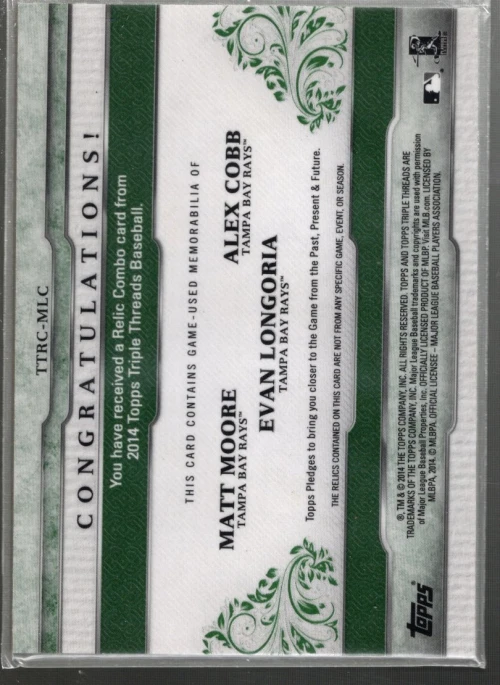 TTRC-MLC
CONGRATULATIONS!
You have received a Relic Combo card from
2014 Topps Triple Threads Baseball.
THIS CARD CONTAINS GAME-USED MEMORABILIA OF
MATT MOORE
TAMPA BAY RAYS™
ALEX COBB
TAMPA BAY RAYS™
EVAN LONGORIA
TAMPA BAY RAYS™
Topps Pledges to bring you closer to the Game from the Past, Present & Future.
THE RELICS CONTAINED ON THIS CARD ARE NOT FROM ANY SPECIFIC GAME, EVENT, OR SEASON.
®, TM & © 2014 THE TOPPS COMPANY, INC. ALL RIGHTS RESERVED. TOPPS AND TOPPS TRIPLE THREADS ARE
TRADEMARKS OF THE TOPPS COMPANY, INC. Major League Baseball trademarks and copyrights are used with permission
of Major League Baseball Properties, Inc. OFFICIALLY LICENSED PRODUCT OF MLBP. Visit MLB.com. LICENSED BY
MLBPA, 2014. © MLBPA, OFFICIAL LICENSEE – MAJOR LEAGUE BASEBALL PLAYERS ASSOCIATION.
Topps®